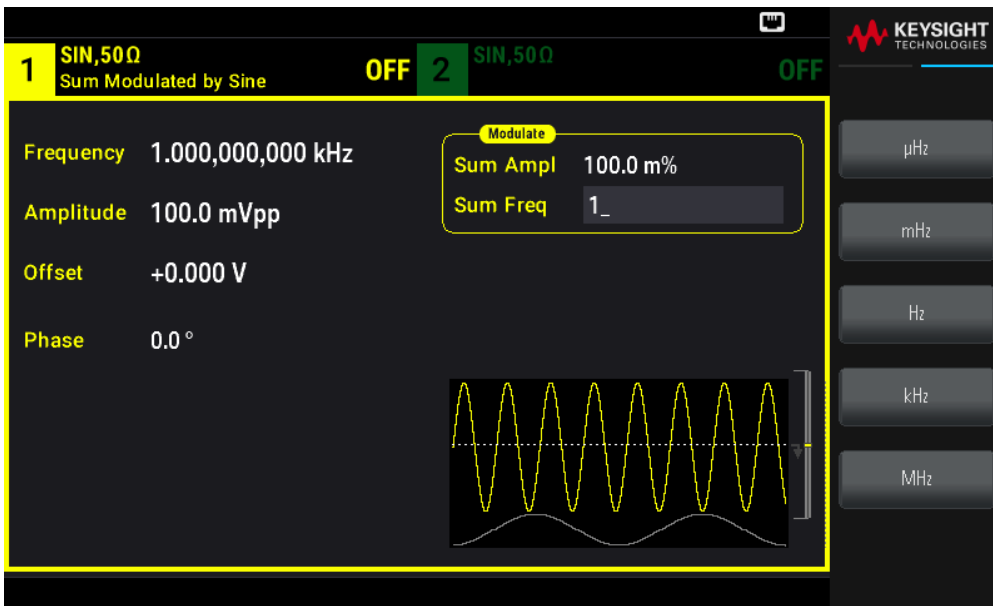 KEYSIGHT
TECHNOLOGIES
1 SIN,50Ω
Sum Modulated by Sine
OFF
2 SIN,50Ω
OFF
Frequency 1.000,000,000 kHz
Amplitude 100.0 mVpp
Offset +0.000 V
Phase 0.0 °
Modulate
Sum Ampl 100.0 m%
Sum Freq 1_
µHz
mHz
Hz
kHz
MHz